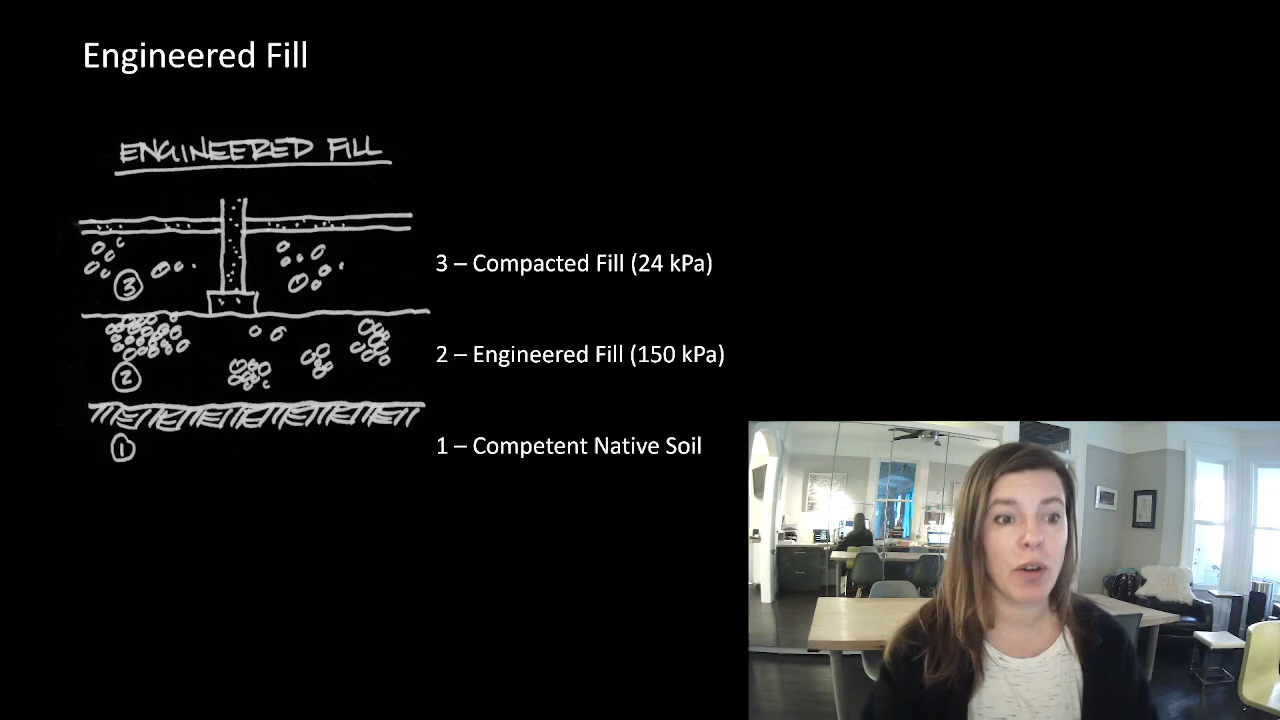 Engineered Fill
ENGINEERED FILL
3
3 – Compacted Fill (24 kPa)
2
2 – Engineered Fill (150 kPa)
1
1 – Competent Native Soil